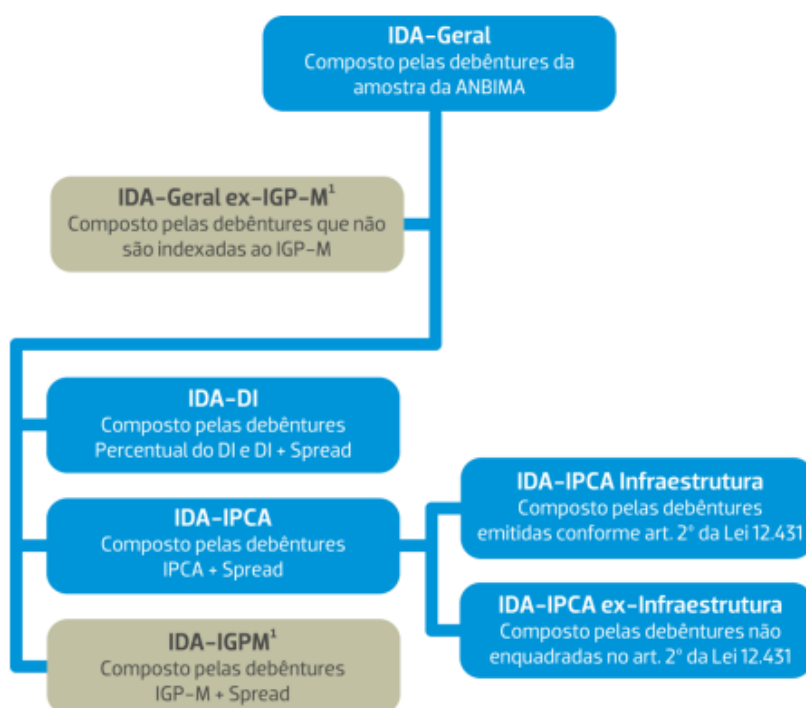 IDA-Geral
Composto pelas debêntures da
amostra da ANBIMA
IDA-Geral ex-IGP-M¹
Composto pelas debêntures que não
são indexadas ao IGP-M
IDA-DI
Composto pelas debêntures
Percentual do DI e DI + Spread
IDA-IPCA
Composto pelas debêntures
IPCA + Spread
IDA-IPCA Infraestrutura
Composto pelas debêntures
emitidas conforme art. 2° da Lei 12.431
IDA-IPCA ex-Infraestrutura
Composto pelas debêntures não
enquadradas no art. 2° da Lei 12.431
IDA-IGPM¹
Composto pelas debêntures
IGP-M + Spread